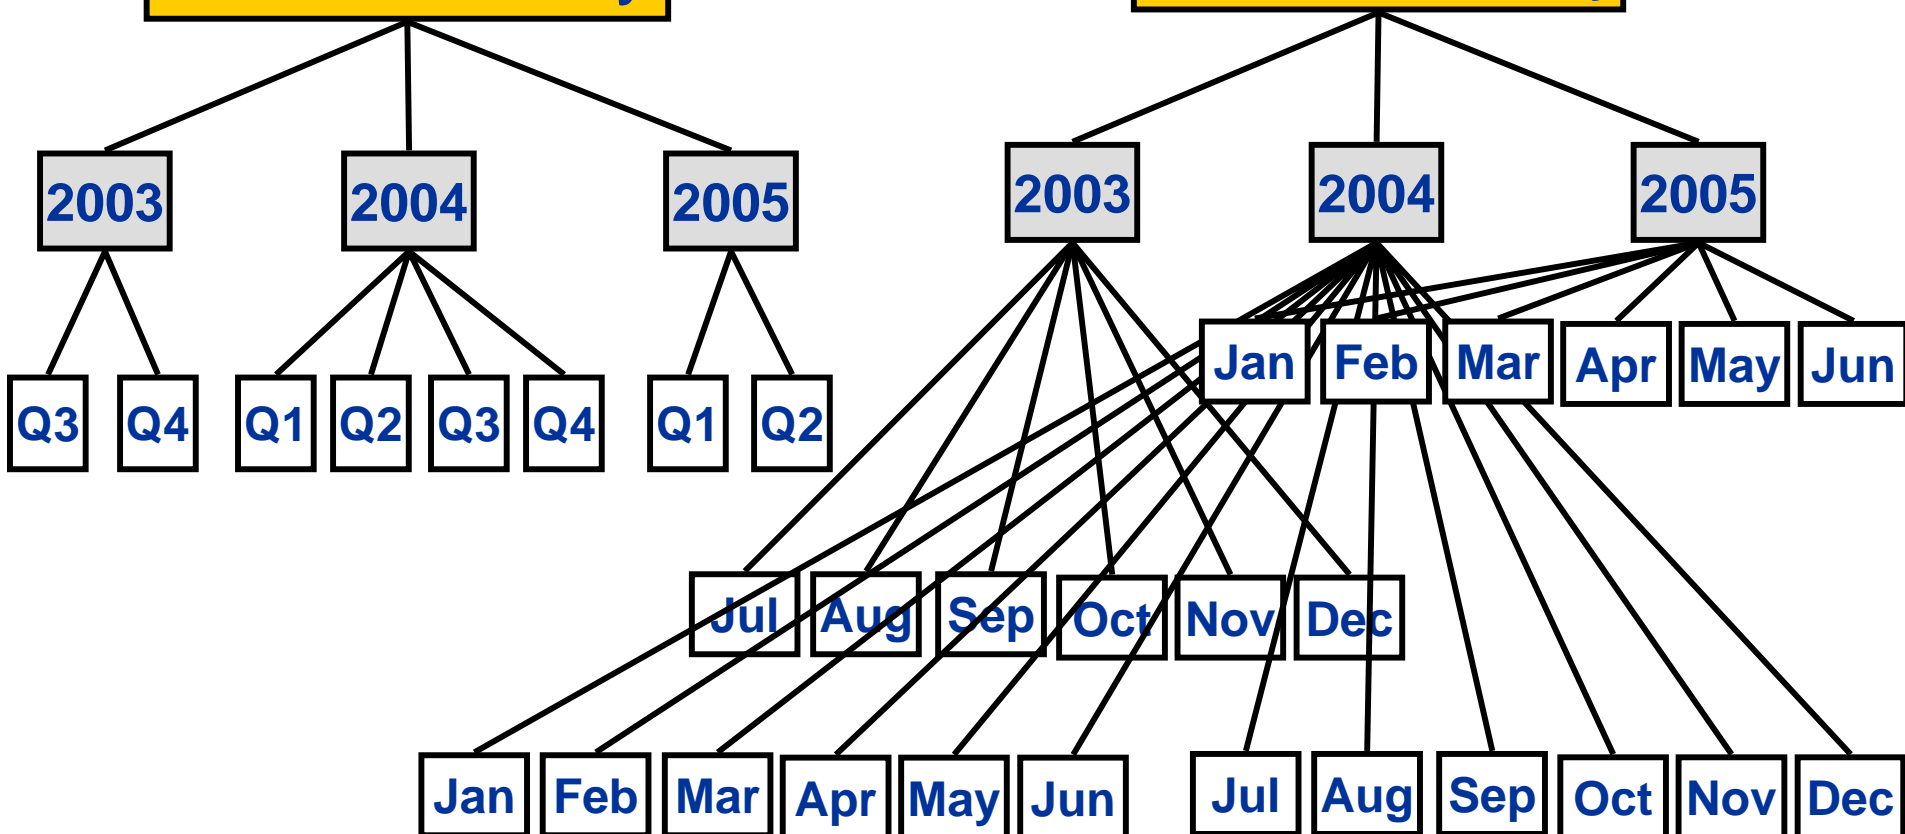 2003 2004 2005
Q3 Q4 Q1 Q2 Q3 Q4 Q1 Q2
2003 2004 2005
Jan Feb Mar Apr May Jun
Jul Aug Sep Oct Nov Dec
Jan Feb Mar Apr May Jun Jul Aug Sep Oct Nov Dec